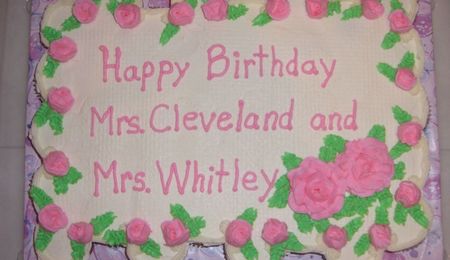 Happy Birthday
Mrs. Cleveland and
Mrs. Whitley